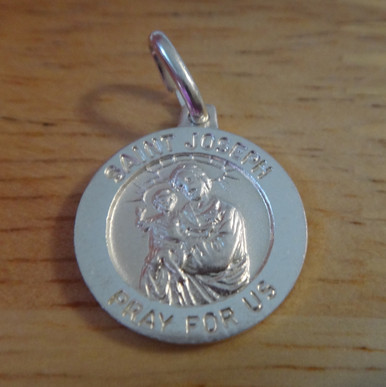 SAINT JOSEPH
PRAY FOR US